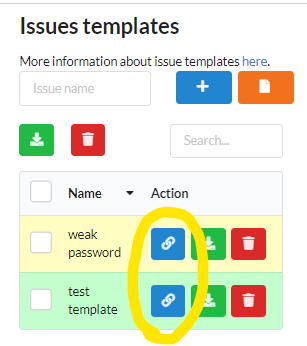 Issues templates
More information about issue templates here.
Issue name
Search...
Name Action
weak
password
test
template